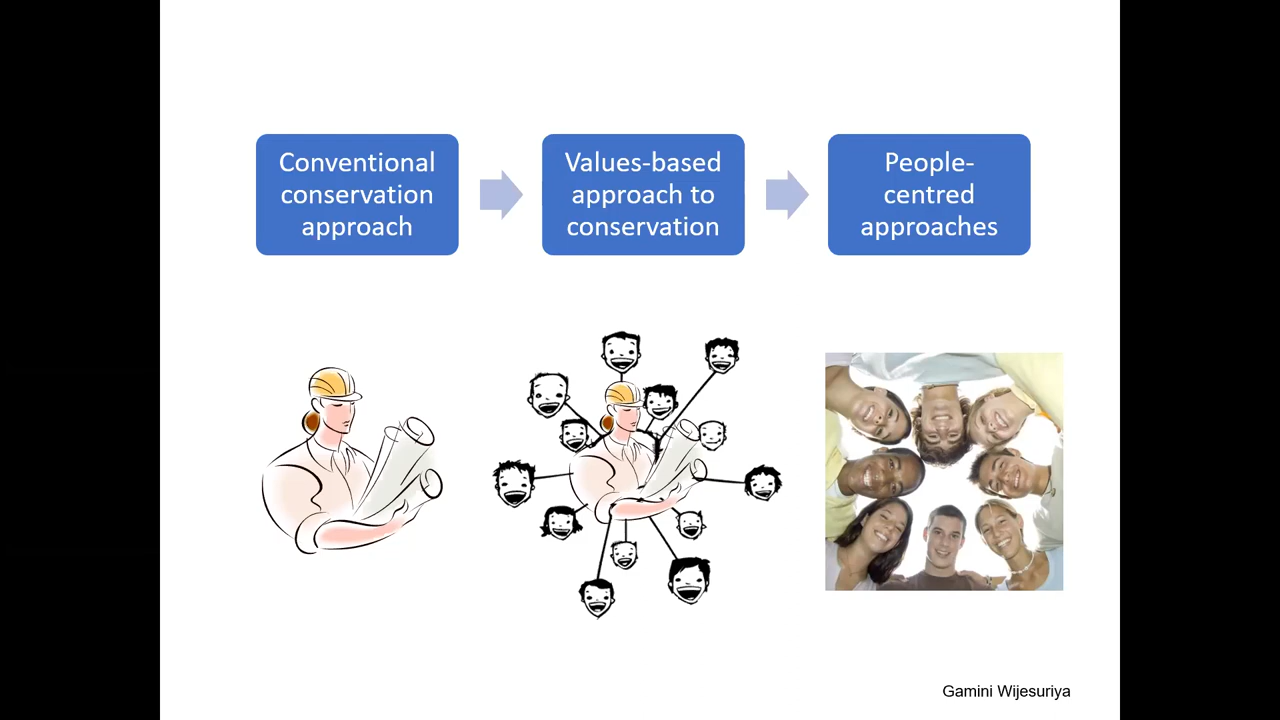 Conventional
conservation
approach
Values-based
approach to
conservation
People-
centred
approaches
Gamini Wijesuriya